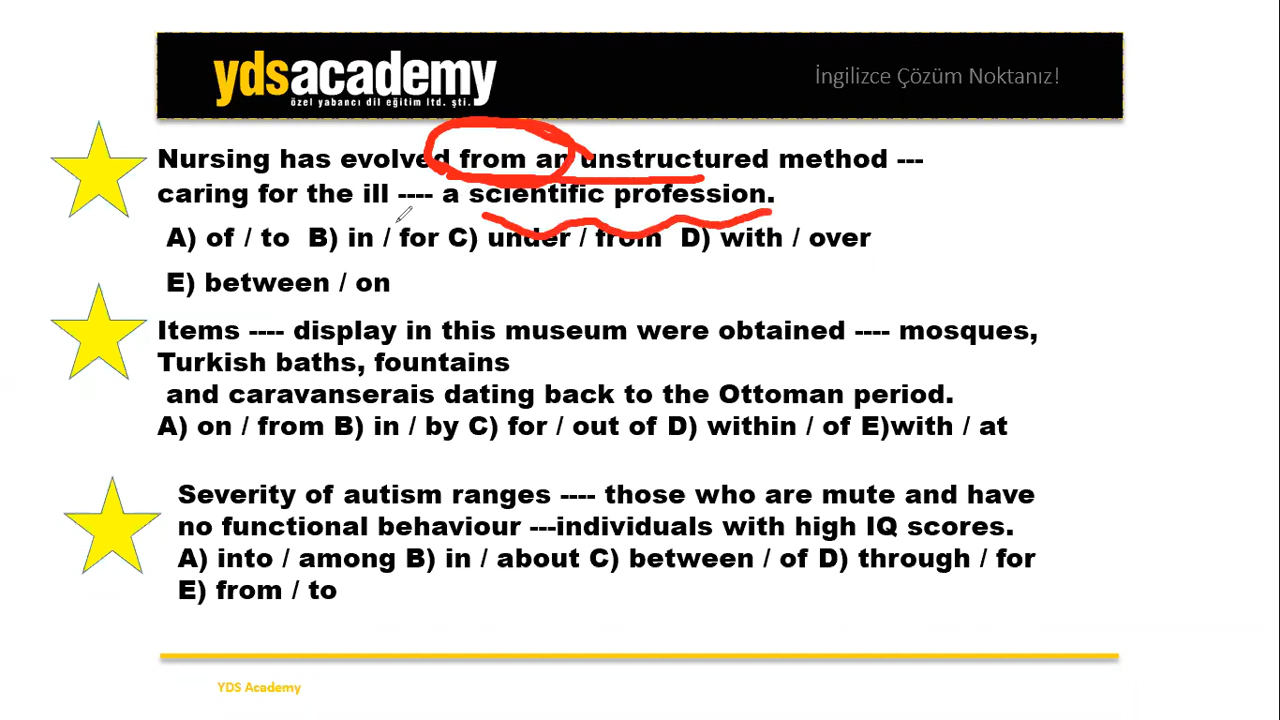 ydsacademy
özel yabancı dil eğitim ltd. şti.
İngilizce Çözüm Noktanız!
Nursing has evolved from an unstructured method ---
caring for the ill ---- a scientific profession.
A) of / to B) in / for C) under / from D) with / over
E) between / on
Items ---- display in this museum were obtained ---- mosques,
Turkish baths, fountains
and caravanserais dating back to the Ottoman period.
A) on / from B) in / by C) for / out of D) within / of E)with / at
Severity of autism ranges ---- those who are mute and have
no functional behaviour ---individuals with high IQ scores.
A) into / among B) in / about C) between / of D) through / for
E) from / to
YDS Academy